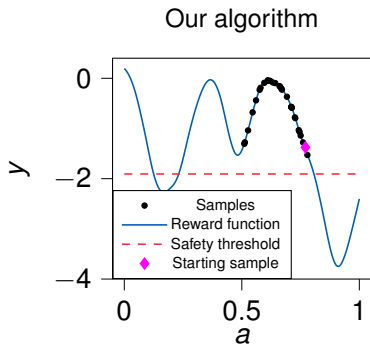 Our algorithm
0
−2
−4
y
Samples
Reward function
Safety threshold
Starting sample
0
0.5
1
a